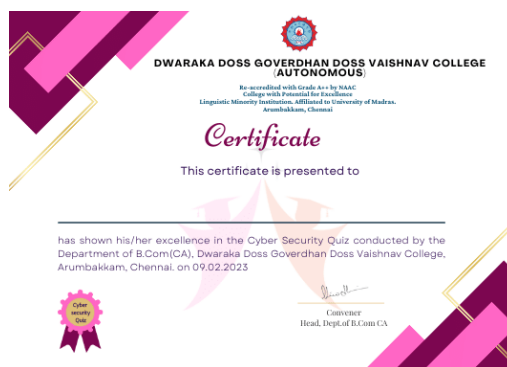 DWARAKA DOSS GOVERDHAN DOSS VAISHNAV COLLEGE
(AUTONOMOUS)
Re-accredited with Grade A++ by NAAC
College with Potential for Excellence
Linguistic Minority Institution. Affiliated to University of Madras.
Arumbakkam, Chennai
Certificate
This certificate is presented to
has shown his/her excellence in the Cyber Security Quiz conducted by the
Department of B.Com(CA), Dwaraka Doss Goverdhan Doss Vaishnav College,
Arumbakkam, Chennai. on 09.02.2023
Cyber
security
Quiz
Convener
Head, Dept.of B.Com CA